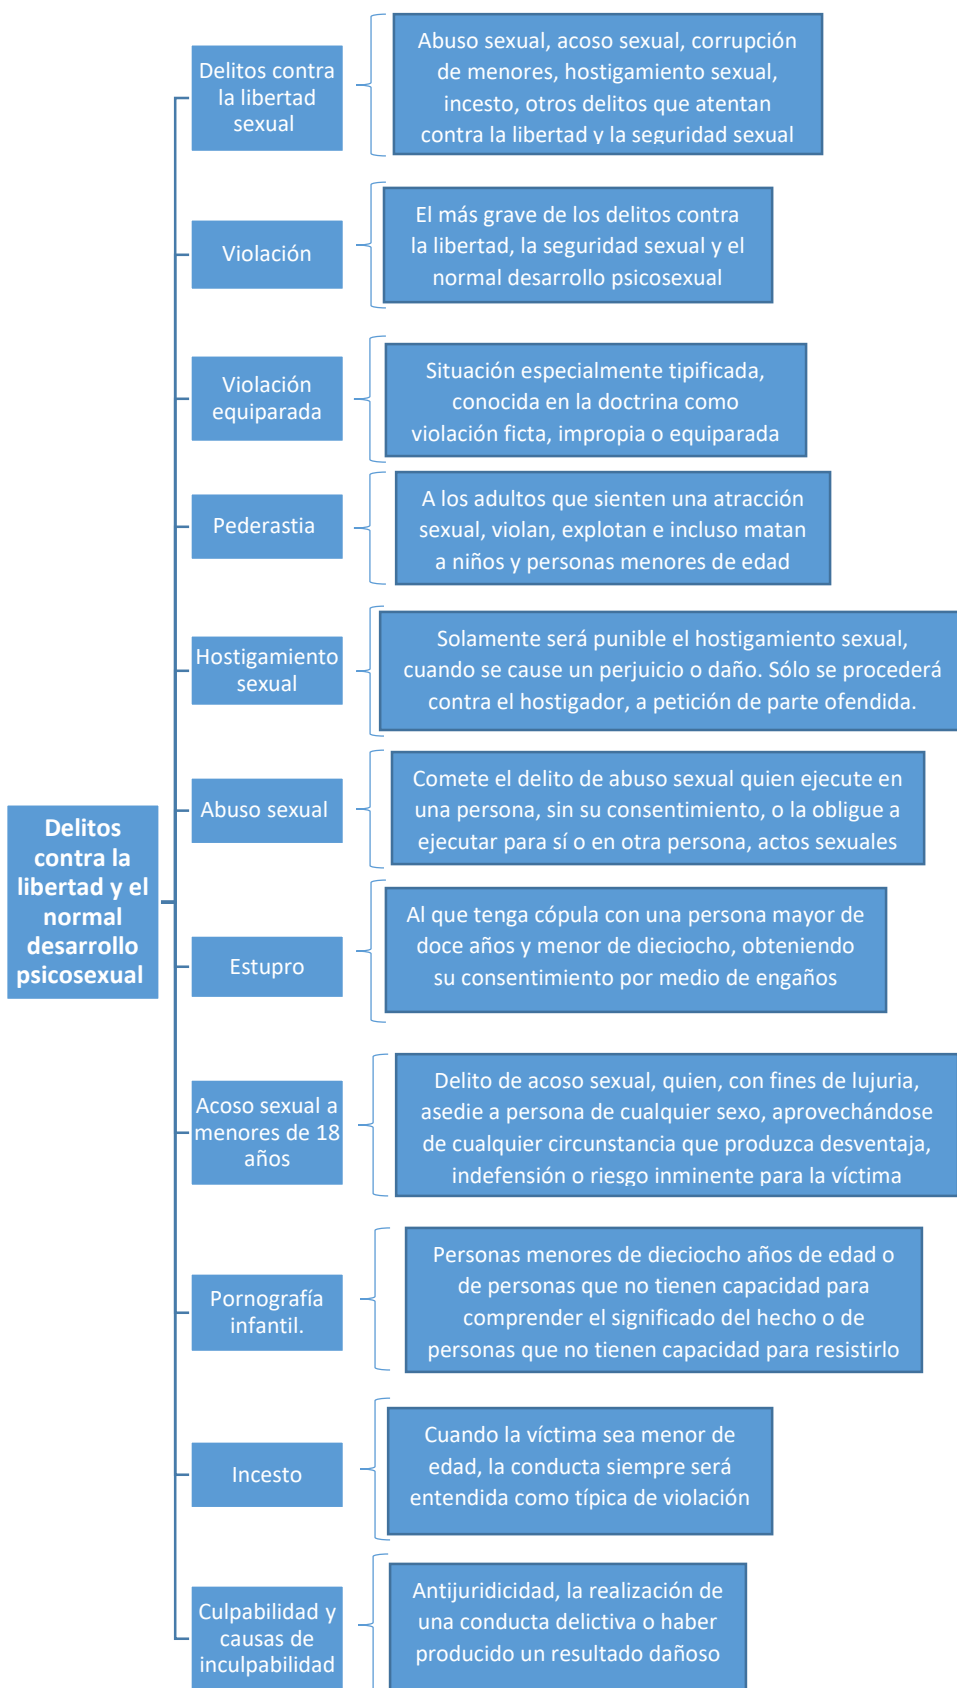 Delitos contra
la libertad y el
normal
desarrollo
psicosexual
Delitos contra
la libertad
sexual
Abuso sexual, acoso sexual, corrupción
de menores, hostigamiento sexual,
incesto, otros delitos que atentan
contra la libertad y la seguridad sexual
Violación
El más grave de los delitos contra
la libertad, la seguridad sexual y el
normal desarrollo psicosexual
Violación
equiparada
Situación especialmente tipificada,
conocida en la doctrina como
violación ficta, impropia o equiparada
Pederastia
A los adultos que sienten una atracción
sexual, violan, explotan e incluso matan
a niños y personas menores de edad
Hostigamiento
sexual
Solamente será punible el hostigamiento sexual,
cuando se cause un perjuicio o daño. Sólo se procederá
contra el hostigador, a petición de parte ofendida.
Abuso sexual
Comete el delito de abuso sexual quien ejecute en
una persona, sin su consentimiento, o la obligue a
ejecutar para sí o en otra persona, actos sexuales
Estupro
Al que tenga cópula con una persona mayor de
doce años y menor de dieciocho, obteniendo
su consentimiento por medio de engaños
Acoso sexual a
menores de 18
años
Delito de acoso sexual, quien, con fines de lujuria,
asedie a persona de cualquier sexo, aprovechándose
de cualquier circunstancia que produzca desventaja,
indefensión o riesgo inminente para la víctima
Pornografía
infantil.
Personas menores de dieciocho años de edad o
de personas que no tienen capacidad para
comprender el significado del hecho o de
personas que no tienen capacidad para resistirlo
Incesto
Cuando la víctima sea menor de
edad, la conducta siempre será
entendida como típica de violación
Culpabilidad y
causas de
inculpabilidad
Antijuridicidad, la realización de
una conducta delictiva o haber
producido un resultado dañoso